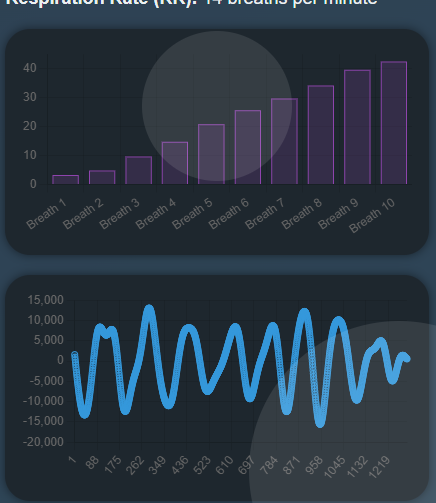 Respiration Rate (RR): 14 breaths per minute
40
30
20
10
0
Breath 1
Breath 2
Breath 3
Breath 4
Breath 5
Breath 6
Breath 7
Breath 8
Breath 9
Breath 10
15,000
10,000
5,000
0
-5,000
-10,000
-15,000
-20,000
1
88
175
262
349
436
523
610
697
784
871
958
1045
1132
1219